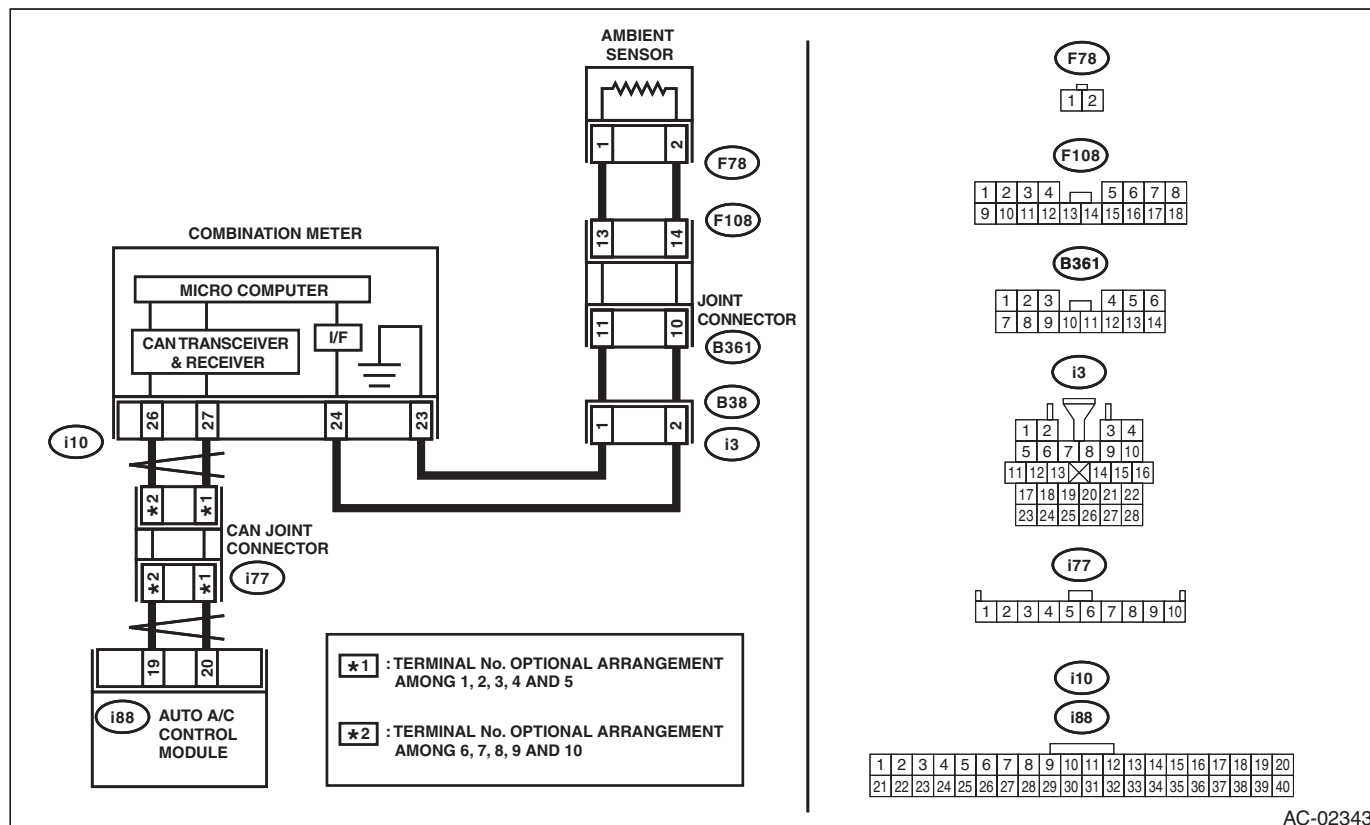 AMBIENT
SENSOR
1 2
F78
F108
13 14
JOINT
CONNECTOR
11 10
B361
B38
1 2
i3
COMBINATION METER
MICRO COMPUTER
CAN TRANSCEIVER
& RECEIVER
I/F
26 27 24 23
i10
*2 *1
CAN JOINT
CONNECTOR
*2 *1
i77
19 20
i88
AUTO A/C
CONTROL
MODULE
*1 : TERMINAL No. OPTIONAL ARRANGEMENT
AMONG 1, 2, 3, 4 AND 5
*2 : TERMINAL No. OPTIONAL ARRANGEMENT
AMONG 6, 7, 8, 9 AND 10
F78
1 2
F108
1 2 3 4 5 6 7 8
9 10 11 12 13 14 15 16 17 18
B361
1 2 3 4 5 6
7 8 9 10 11 12 13 14
i3
1 2 3 4
5 6 7 8 9 10
11 12 13 14 15 16
17 18 19 20 21 22
23 24 25 26 27 28
i77
1 2 3 4 5 6 7 8 9 10
i10
i88
1 2 3 4 5 6 7 8 9 10 11 12 13 14 15 16 17 18 19 20
21 22 23 24 25 26 27 28 29 30 31 32 33 34 35 36 37 38 39 40
AC-02343